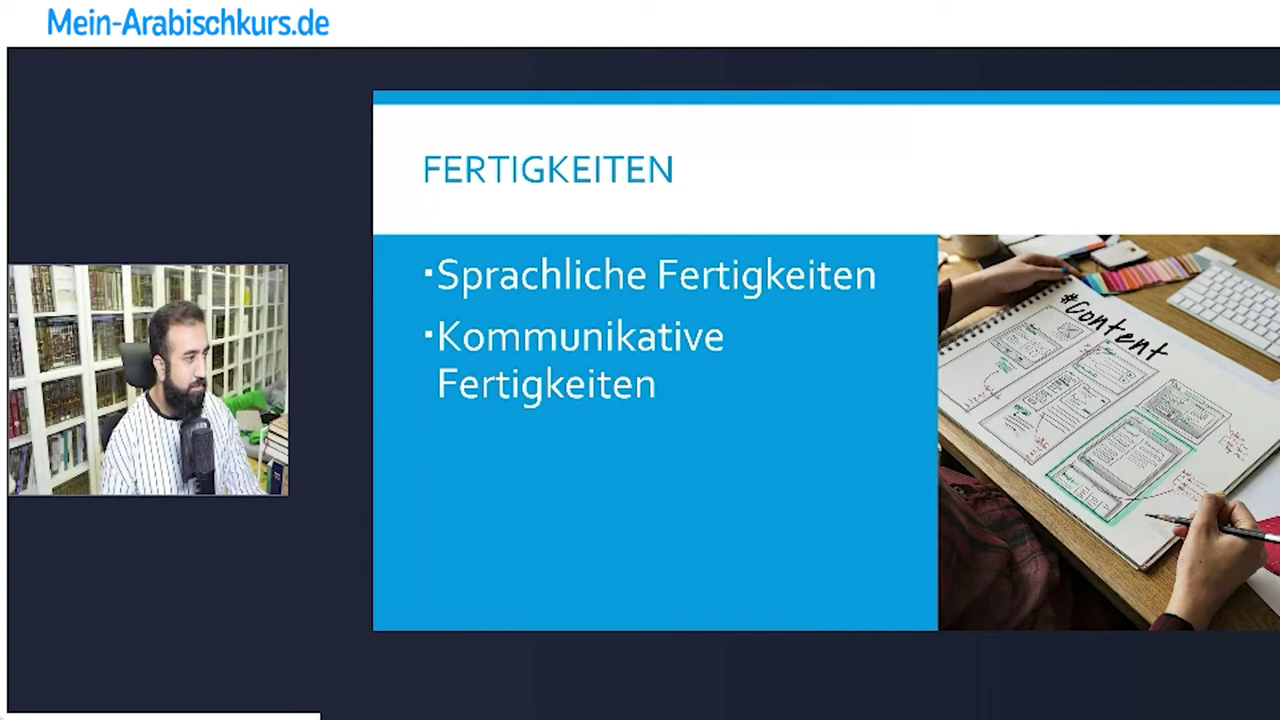 Mein-Arabischkurs.de
FERTIGKEITEN
▪Sprachliche Fertigkeiten
▪Kommunikative
Fertigkeiten
#Content